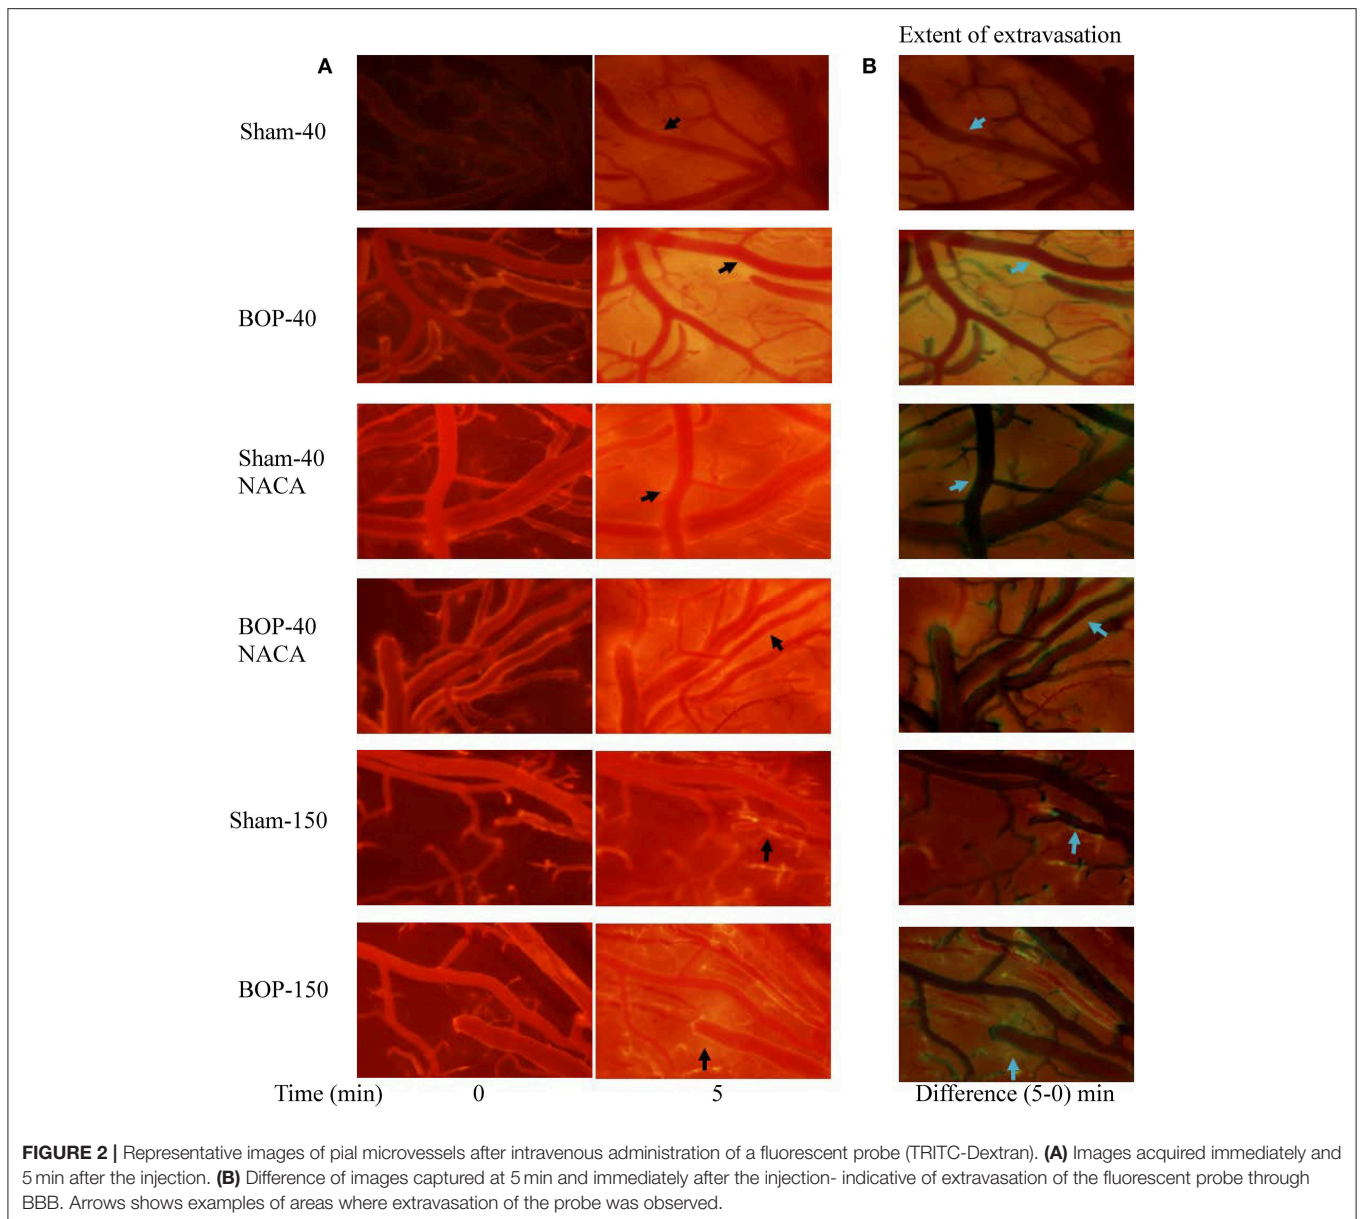 Extent of extravasation
A
B
Sham-40
BOP-40
Sham-40
NACA
BOP-40
NACA
Sham-150
BOP-150
Time (min) 0 5 Difference (5-0) min
FIGURE 2 | Representative images of pial microvessels after intravenous administration of a fluorescent probe (TRITC-Dextran). (A) Images acquired immediately and
5 min after the injection. (B) Difference of images captured at 5 min and immediately after the injection- indicative of extravasation of the fluorescent probe through
BBB. Arrows shows examples of areas where extravasation of the probe was observed.